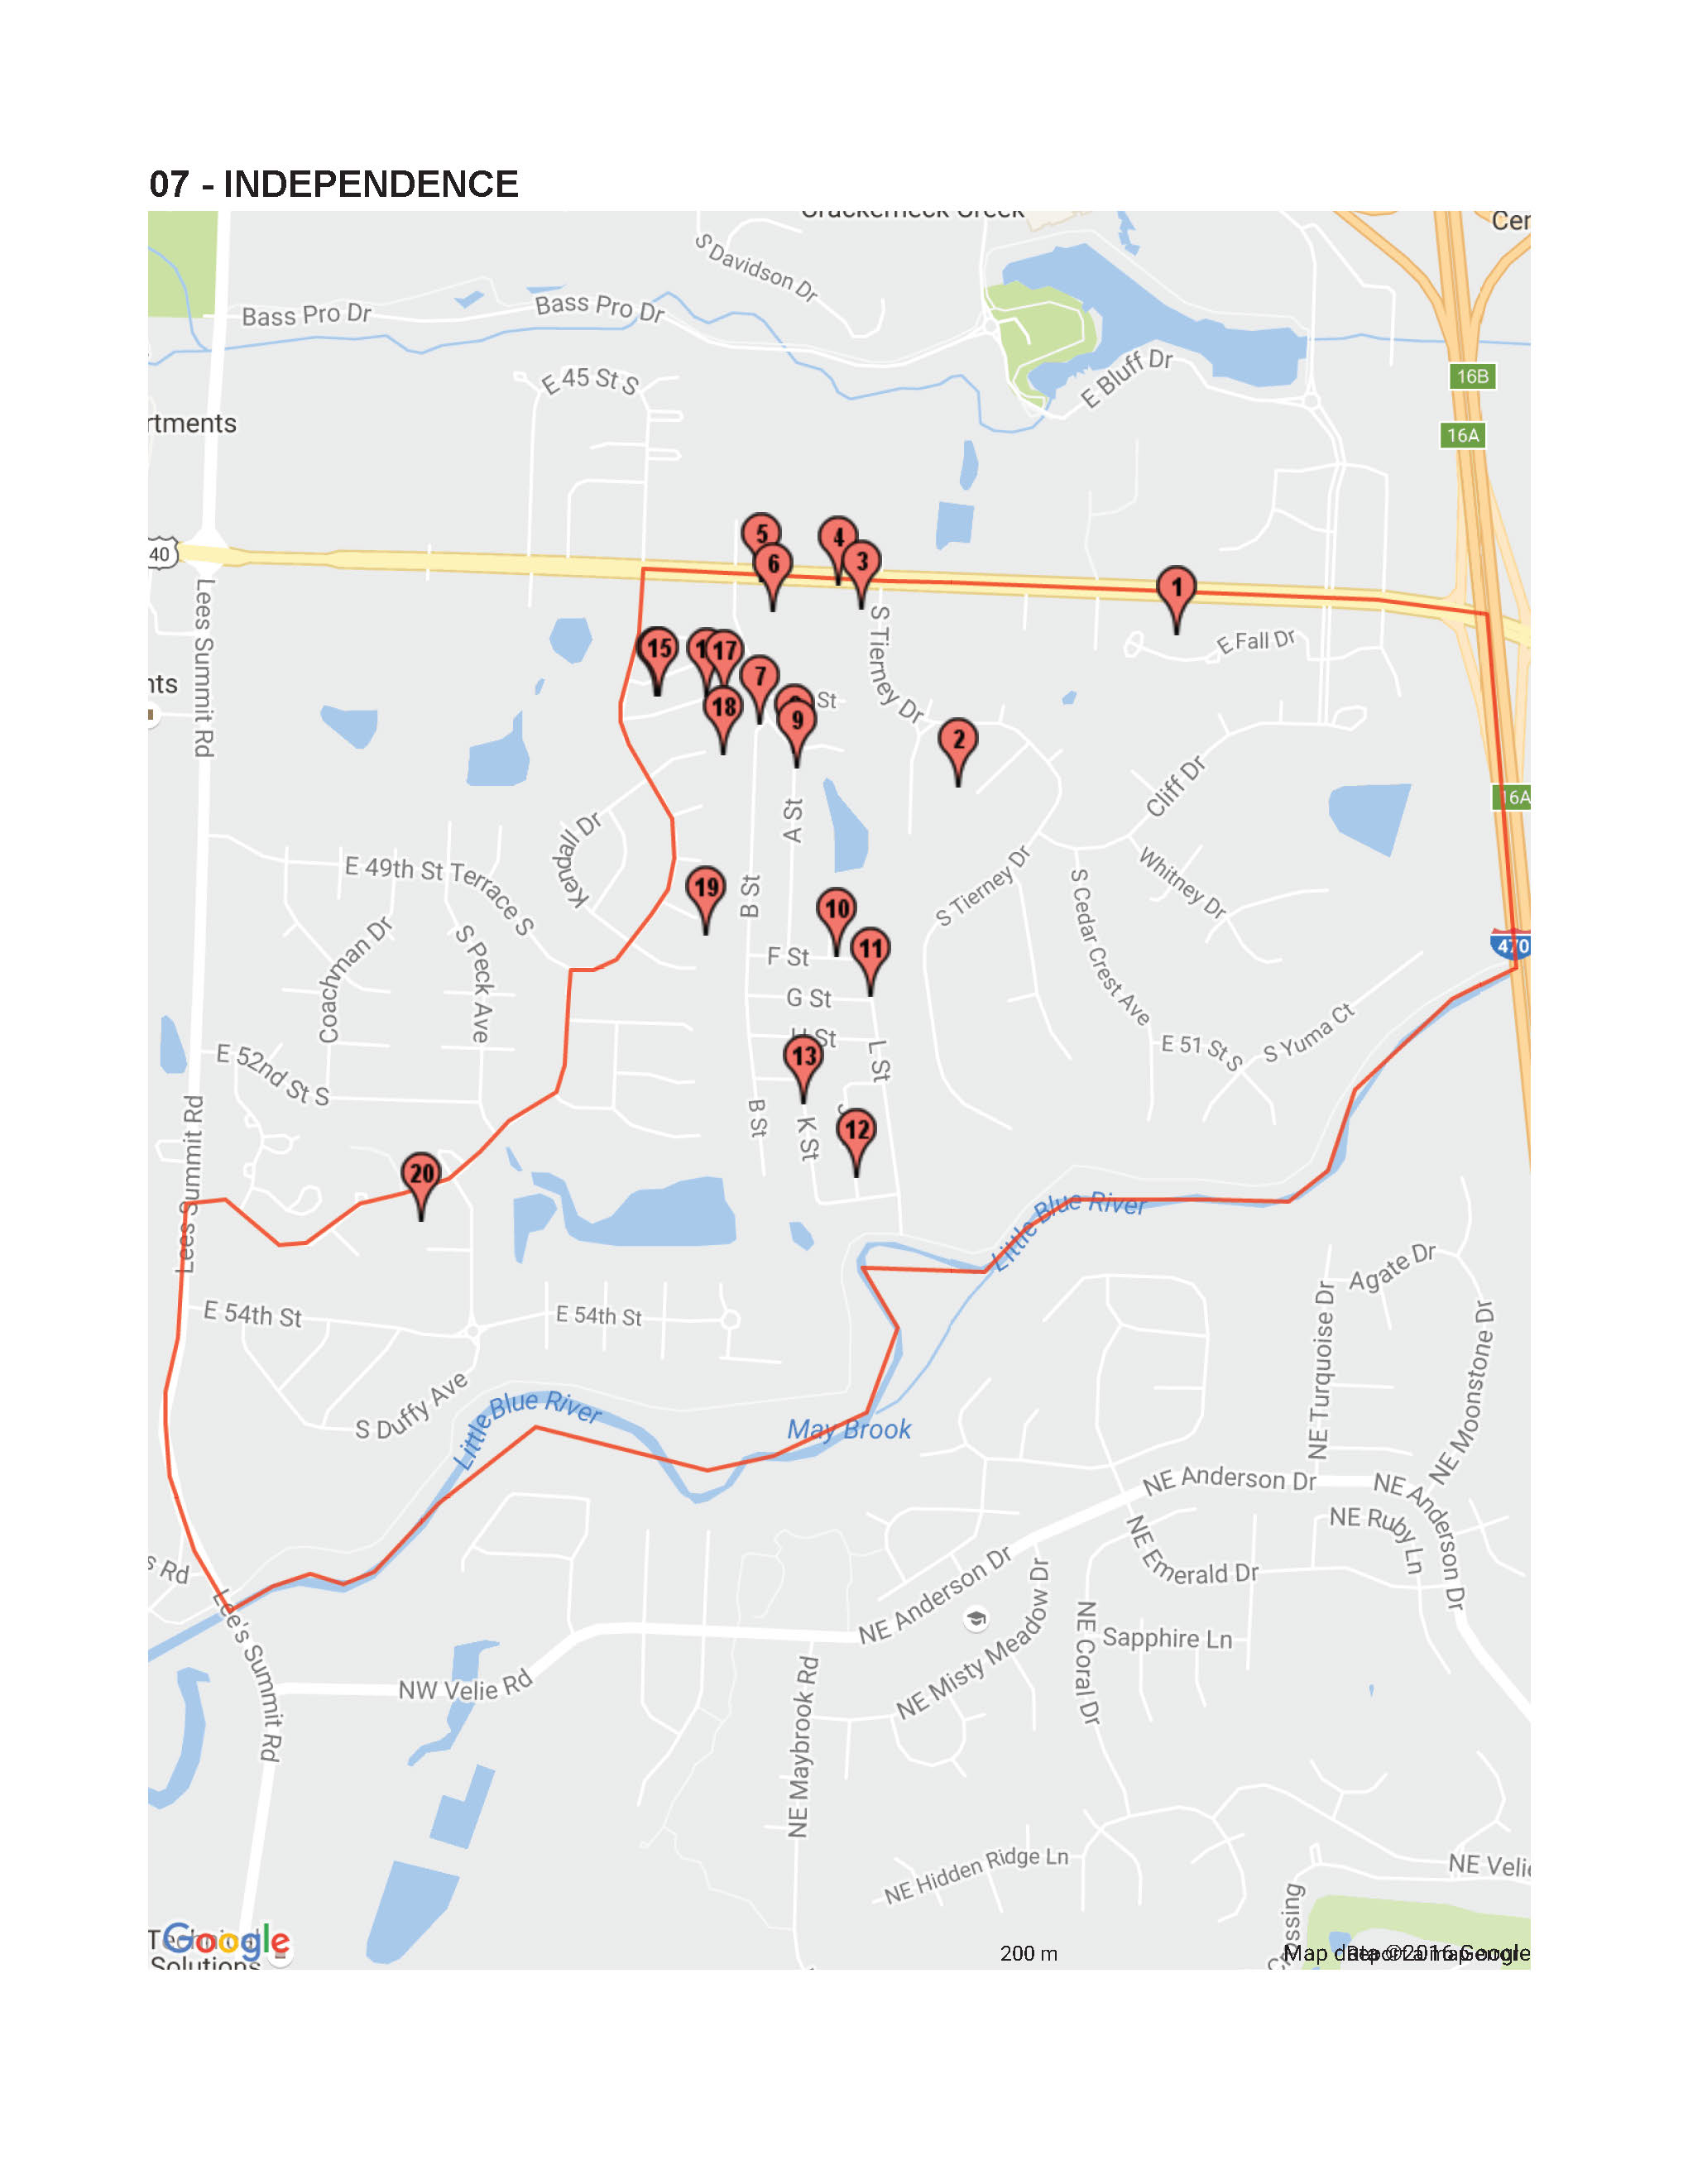 07 - INDEPENDENCE
Cer
S Davidson Dr
Bass Pro Dr
Bass Pro Dr
E 45 St S
E Bluff Dr
16B
rtments
16A
40
5
4
6
3
1
Lees Summit Rd
S Tierney Dr
E Fall Dr
15
17
7
18
9
St
nts
2
Cliff Dr
16A
A St
Kendall Dr
E 49th St Terrace S
B St
19
10
S Tierney Dr
Whitney Dr
S Cedar Crest Ave
Coachman Dr
S Peck Ave
F St
11
470
G St
St
13
L St
E 51 St S
S Yuma Ct
E 52nd St S
Lees Summit Rd
B St
K St
12
20
Little Blue River
Agate Dr
E 54th St
E 54th St
NE Turquoise Dr
NE Moonstone Dr
S Duffy Ave
Little Blue River
May Brook
NE Anderson Dr
NE Anderson Dr
NE Ruby Ln
NE Emerald Dr
s Rd
Lee's Summit Rd
NE Anderson Dr
NE Misty Meadow Dr
NE Coral Dr
Sapphire Ln
NW Velie Rd
NE Maybrook Rd
NE Hidden Ridge Ln
NE Velie
Google
Solutions
200 m
Map data ©2016 Google